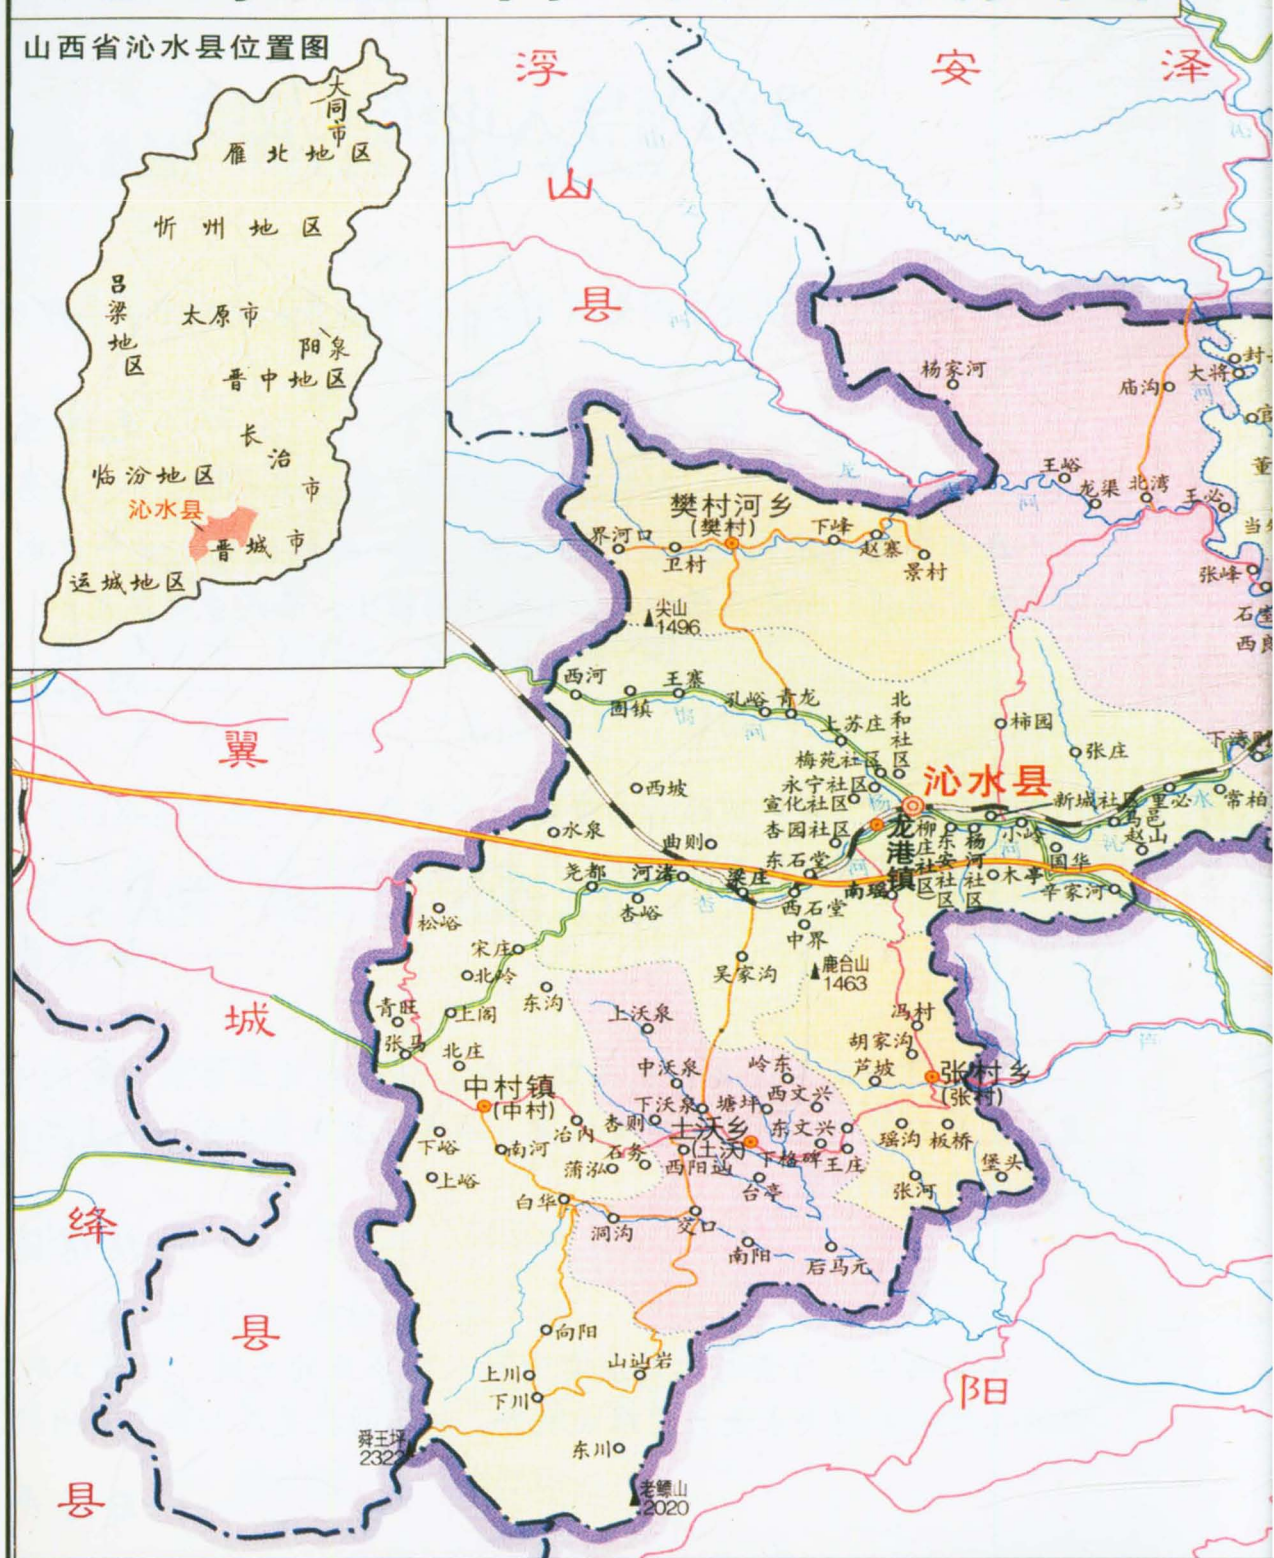 山西省沁水县位置图
大同市
雁北地区
忻州地区
吕梁地区
太原市
阳泉
晋中地区
长治市
临汾地区
沁水县
晋城市
运城地区
浮山县
安泽
翼城县
绛县
阳
杨家河
庙沟
大将
王峪
龙渠
北湾
王必
张峰
樊村河乡
(樊村)
界河口
卫村
下峰
赵寨
景村
尖山
1496
西河
固镇
王寨
孔峪
青龙
上苏庄
北和社区
梅苑社区
永宁社区
宣化社区
杏园社区
沁水县
龙港镇
柿园
张庄
新城社区
里必
常柏
西坡
水泉
曲则
尧都
河渚
梁庄
东石堂
南瑶
柳庄社区
东安社区
杨河社区
小岭
马邑
赵山
国华
木亭
辛家河
杏峪
西石堂
中界
松峪
宋庄
北岭
东沟
吴家沟
鹿台山
1463
青旺
上阁
张马
北庄
上沃泉
冯村
胡家沟
芦坡
张村乡
(张村)
中村镇
(中村)
中沃泉
岭东
下沃泉
塘坪
西文兴
杏则
土沃乡
(土沃)
东文兴
冶内
下峪
南河
石务
蒲泓
西阳辿
下格碑
王庄
瑶沟
板桥
堡头
上峪
台亭
张河
白华
洞沟
交口
南阳
后马元
向阳
上川
下川
山辿岩
东川
舜王坪
2322
老鳔山
2020